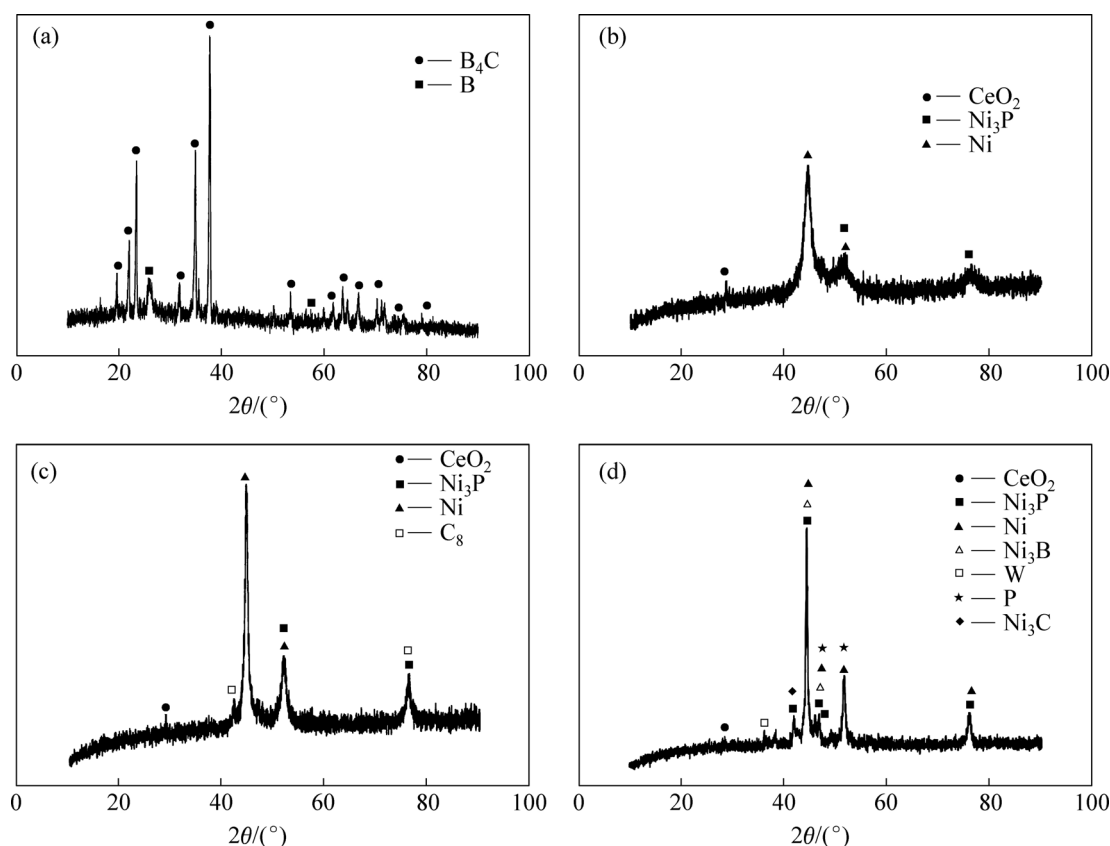 (a)
● — B₄C
■ — B
0 20 40 60 80 100
2θ/(°)
(b)
● — CeO₂
■ — Ni₃P
▲ — Ni
0 20 40 60 80 100
2θ/(°)
(c)
● — CeO₂
■ — Ni₃P
▲ — Ni
□ — C₈
0 20 40 60 80 100
2θ/(°)
(d)
● — CeO₂
■ — Ni₃P
▲ — Ni
△ — Ni₃B
□ — W
★ — P
◆ — Ni₃C
0 20 40 60 80 100
2θ/(°)